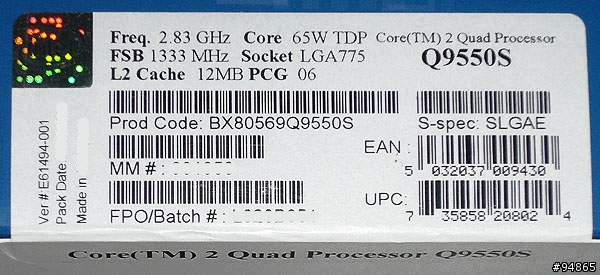 Freq. 2.83 GHz Core 65W TDP Core(TM) 2 Quad Processor
FSB 1333 MHz Socket LGA775 Q9550S
L2 Cache 12MB PCG 06
Prod Code: BX80569Q9550S
S-spec: SLGAE
MM # :
EAN :
5 032037 009430
FPO/Batch # :
UPC:
7 35858 20802 4
Ver #: E61494-001
Pack Date
Made in
Core(TM) 2 Quad Processor Q9550S
#94865